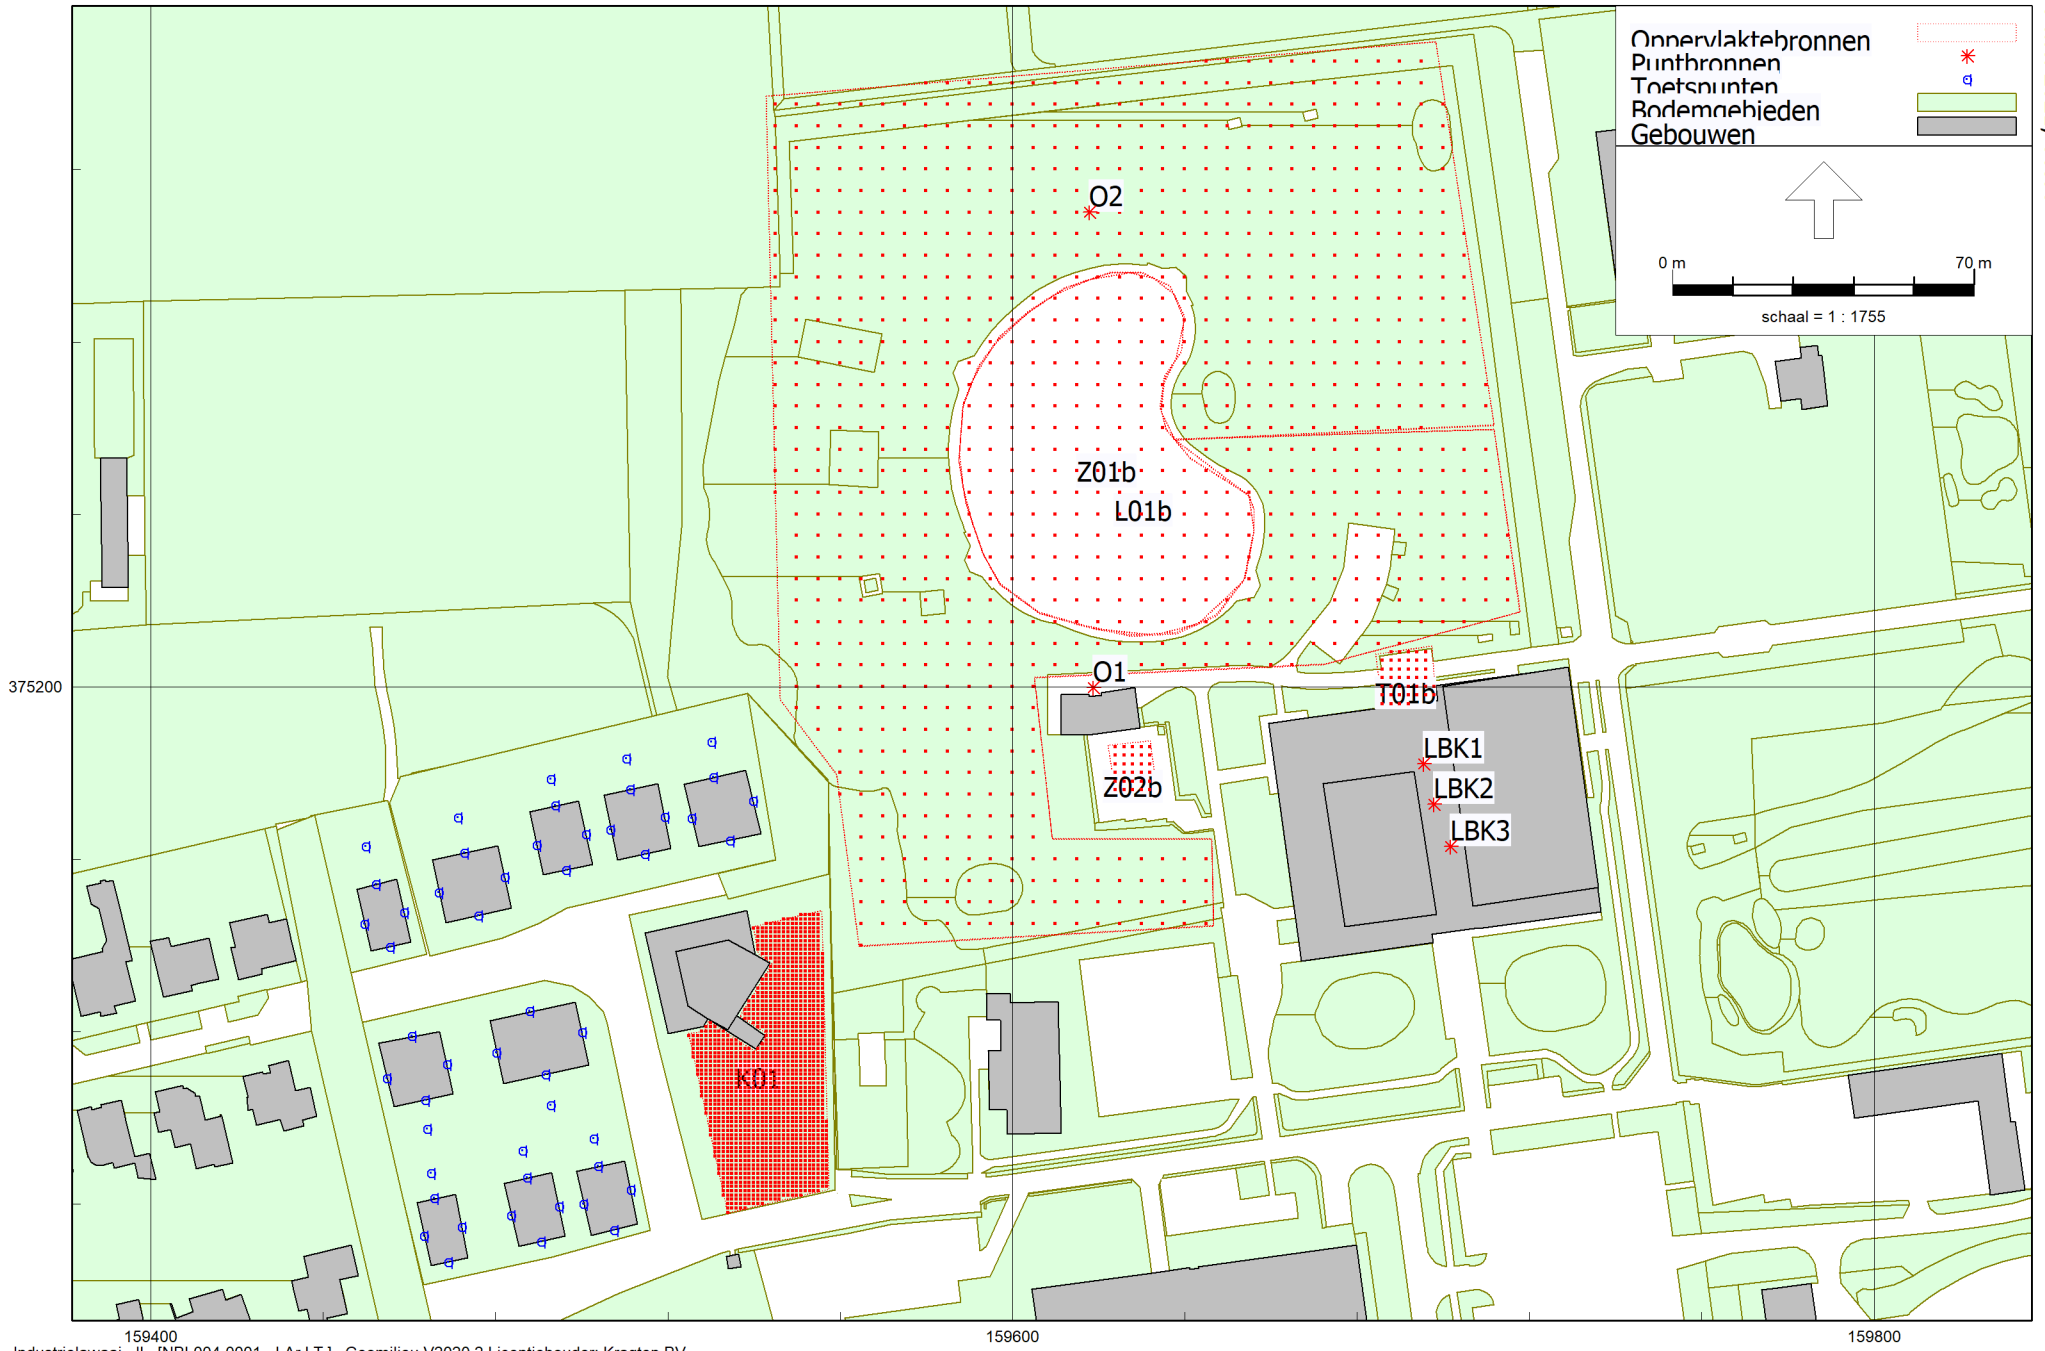 Oppervlaktebronnen
Puntbronnen
Toetspunten
Bodemgebieden
Gebouwen
0 m 70 m
schaal = 1 : 1755
O2
Z01b
L01b
O1
375200
T01b
LBK1
LBK2
Z02b
LBK3
K01
159400 159600 159800